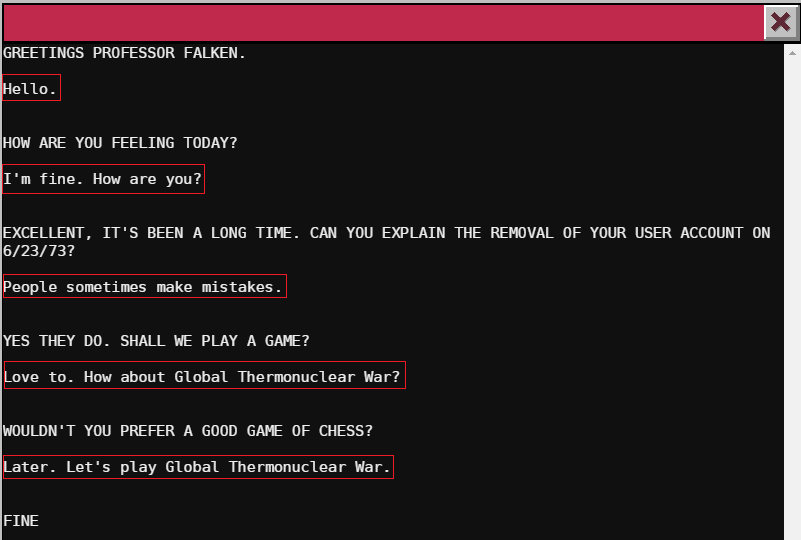 GREETINGS PROFESSOR FALKEN.
Hello.
HOW ARE YOU FEELING TODAY?
I'm fine. How are you?
EXCELLENT, IT'S BEEN A LONG TIME. CAN YOU EXPLAIN THE REMOVAL OF YOUR USER ACCOUNT ON
6/23/73?
People sometimes make mistakes.
YES THEY DO. SHALL WE PLAY A GAME?
Love to. How about Global Thermonuclear War?
WOULDN'T YOU PREFER A GOOD GAME OF CHESS?
Later. Let's play Global Thermonuclear War.
FINE